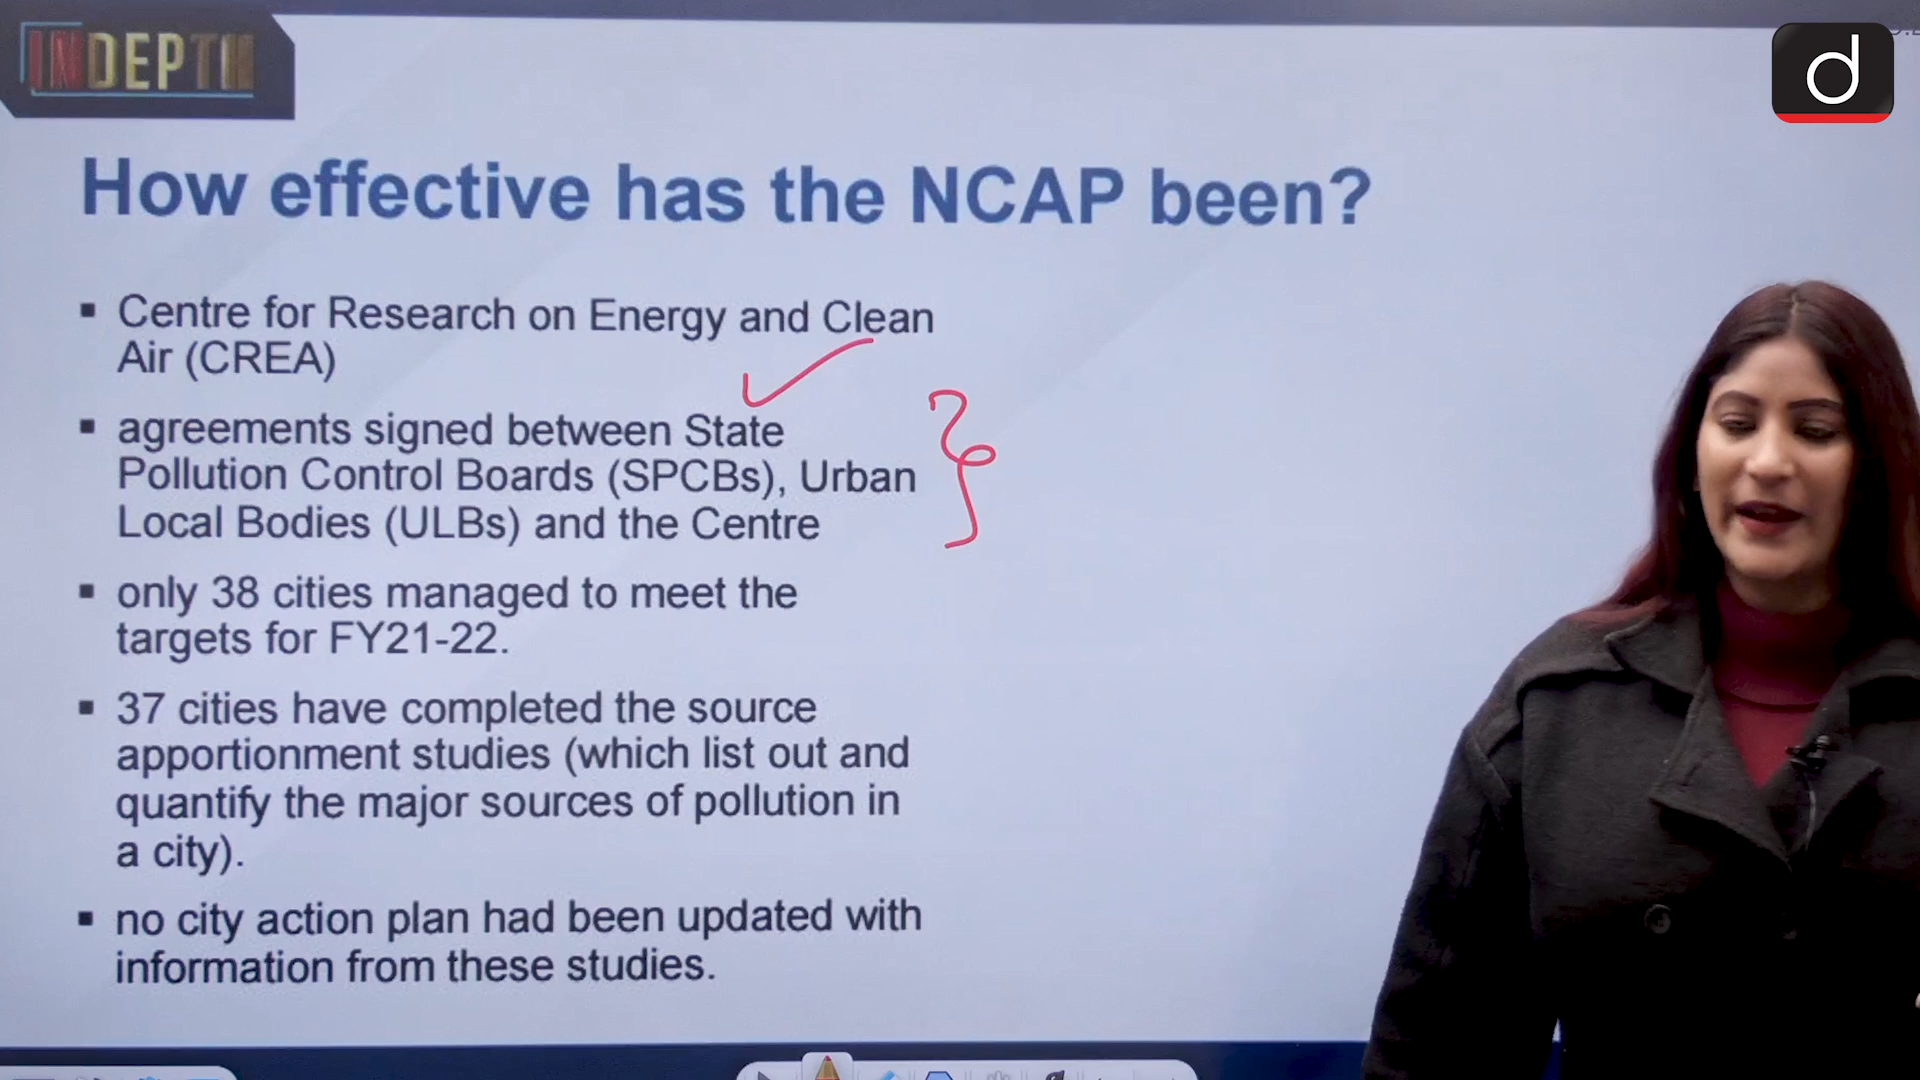 INDEPTH
d
How effective has the NCAP been?
▪ Centre for Research on Energy and Clean
Air (CREA)
▪ agreements signed between State
Pollution Control Boards (SPCBs), Urban
Local Bodies (ULBs) and the Centre
▪ only 38 cities managed to meet the
targets for FY21-22.
▪ 37 cities have completed the source
apportionment studies (which list out and
quantify the major sources of pollution in
a city).
▪ no city action plan had been updated with
information from these studies.